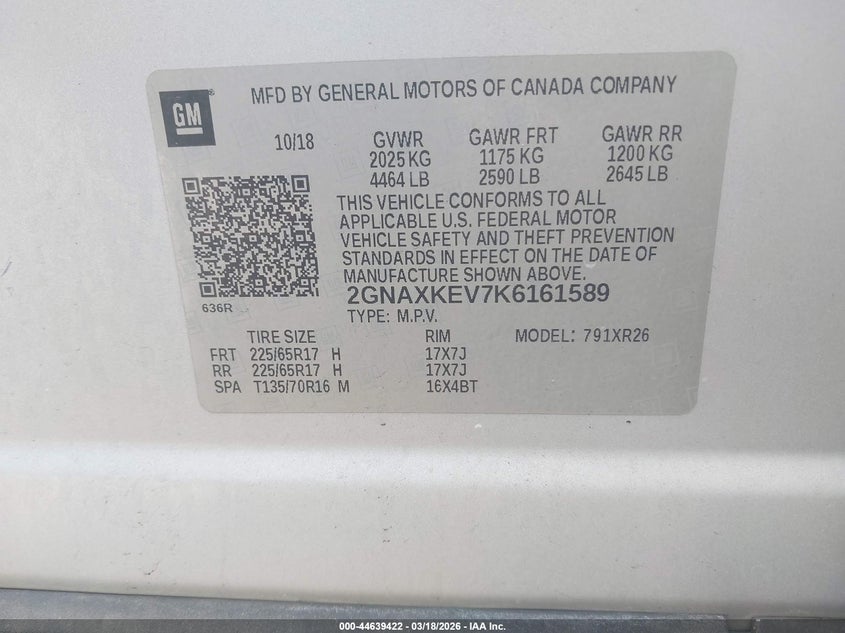 GM
MFD BY GENERAL MOTORS OF CANADA COMPANY
10/18 GVWR GAWR FRT GAWR RR
2025 KG 1175 KG 1200 KG
4464 LB 2590 LB 2645 LB
THIS VEHICLE CONFORMS TO ALL
APPLICABLE U.S. FEDERAL MOTOR
VEHICLE SAFETY AND THEFT PREVENTION
STANDARDS IN EFFECT ON THE DATE OF
MANUFACTURE SHOWN ABOVE.
2GNAXKEV7K6161589
636R
TYPE: M.P.V.
TIRE SIZE RIM MODEL: 791XR26
FRT 225/65R17 H 17X7J
RR 225/65R17 H 17X7J
SPA T135/70R16 M 16X4BT
000-44639422 - 03/18/2026 - IAA Inc.